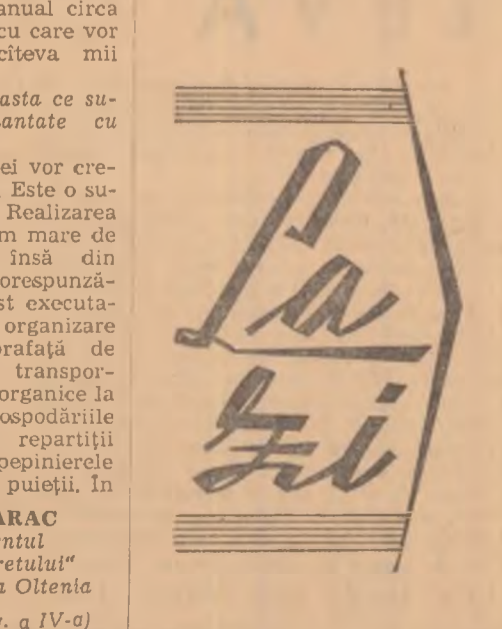 anual circa
cu care vor
cîteva mii
asta ce su-
antate cu
ei vor cre-
Este o su-
Realizarea
m mare de
însă din
orespunză-
st executa-
organizare
prafață de
transpor-
organice la
ospodăriile
repartiții
pepinierele
puieții. În
ARAC
entul
retului“
a Oltenia
. a IV-a)
La
zi